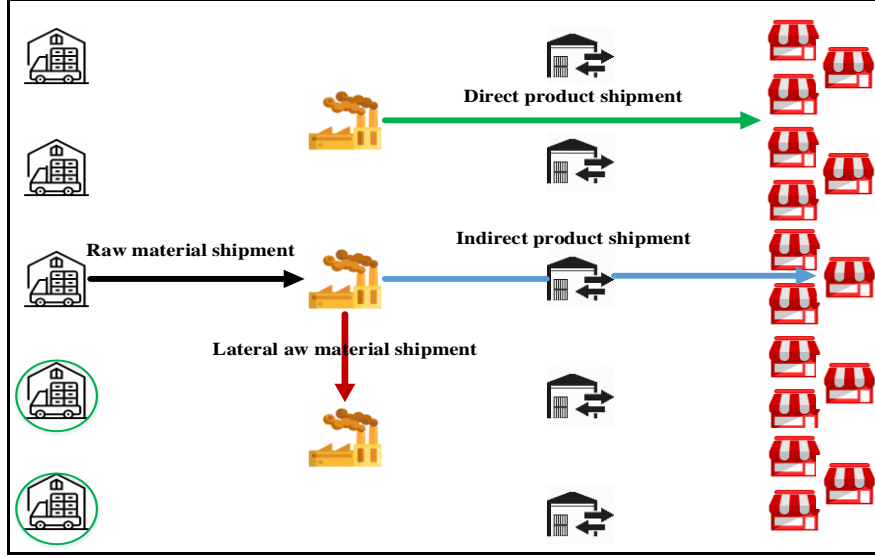 Direct product shipment
Raw material shipment
Indirect product shipment
Lateral aw material shipment